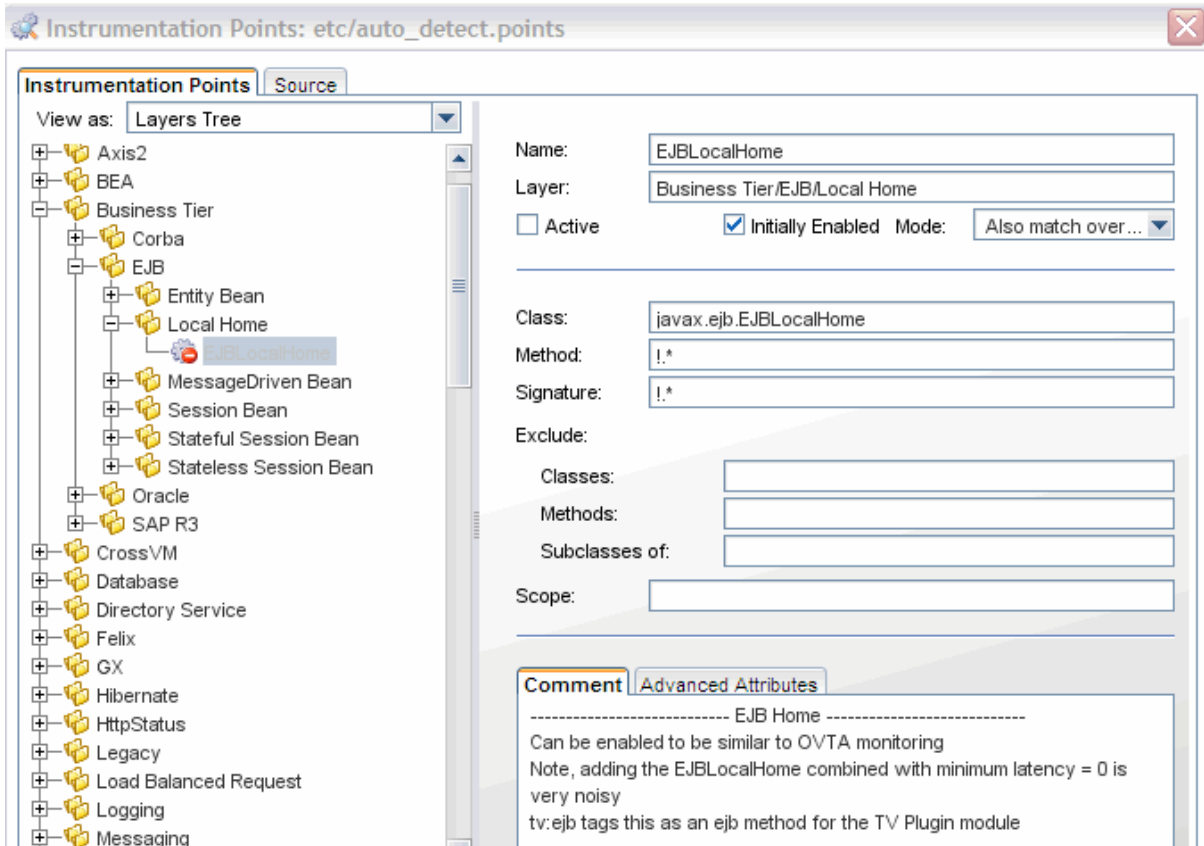 Instrumentation Points: etc/auto_detect.points
Instrumentation Points
Source
View as:
Layers Tree
Axis2
BEA
Business Tier
Corba
EJB
Entity Bean
Local Home
EJBLocalHome
MessageDriven Bean
Session Bean
Stateful Session Bean
Stateless Session Bean
Oracle
SAP R3
CrossVM
Database
Directory Service
Felix
GX
Hibernate
HttpStatus
Legacy
Load Balanced Request
Logging
Messaging
Name: EJBLocalHome
Layer: Business Tier/EJB/Local Home
Active
Initially Enabled
Mode: Also match over...
Class: javax.ejb.EJBLocalHome
Method: !.*
Signature: !.*
Exclude:
Classes:
Methods:
Subclasses of:
Scope:
Comment
Advanced Attributes
---------------------------- EJB Home ----------------------------
Can be enabled to be similar to OVTA monitoring
Note, adding the EJBLocalHome combined with minimum latency = 0 is
very noisy
tv:ejb tags this as an ejb method for the TV Plugin module